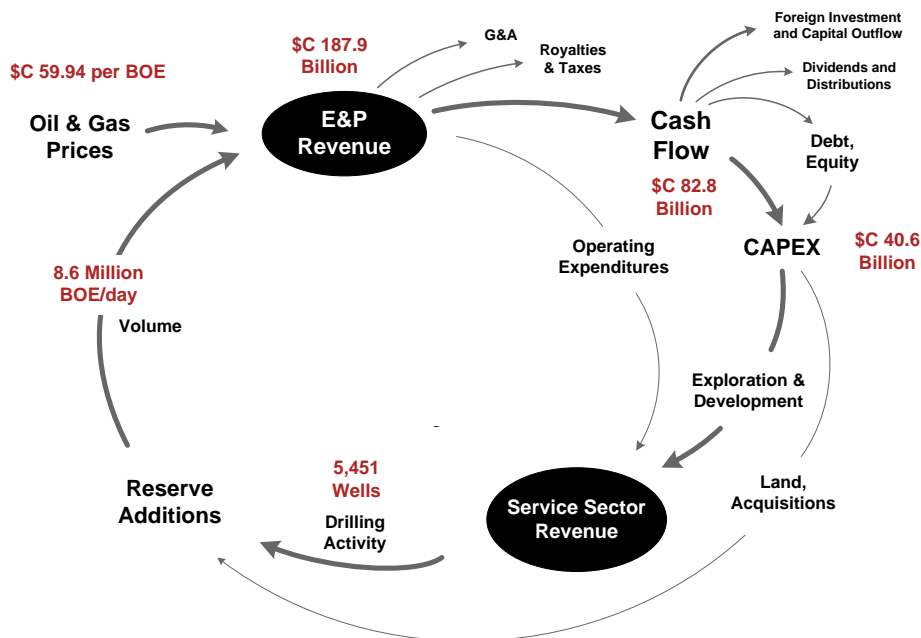 Foreign Investment
and Capital Outflow
$C 187.9
Billion
G&A
Royalties
& Taxes
$C 59.94 per BOE
Dividends and
Distributions
Oil & Gas
Prices
E&P
Revenue
Cash
Flow
Debt,
Equity
$C 82.8
Billion
Operating
Expenditures
CAPEX
$C 40.6
Billion
8.6 Million
BOE/day
Volume
Exploration &
Development
Reserve
Additions
5,451
Wells
Drilling
Activity
Service Sector
Revenue
Land,
Acquisitions